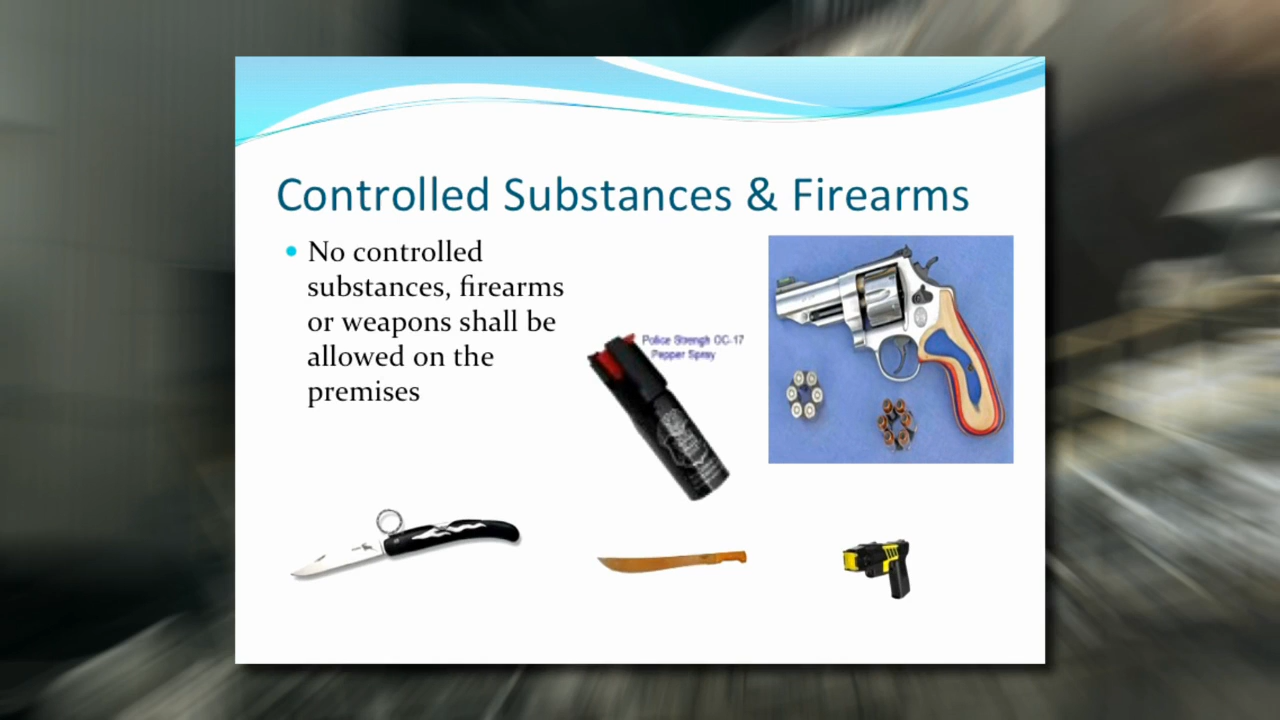 Controlled Substances & Firearms
• No controlled
substances, firearms
or weapons shall be
allowed on the
premises
Police Strengh OC-17
Pepper Spray